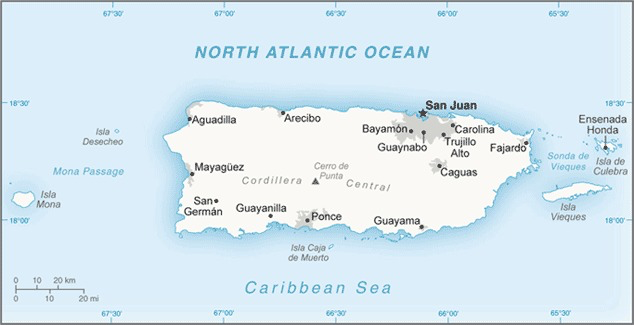 67°30'
67°00'
66°30'
66°00'
65°30'
NORTH ATLANTIC OCEAN
18°30'
18°30'
San Juan
Aguadilla
Arecibo
Bayamón
Carolina
Ensenada
Honda
Isla
Desecheo
Guaynabo
Trujillo
Alto
Fajardo
Sonda de
Vieques
Isla de
Culebra
Mona Passage
Mayagüez
Cerro de
Punta
Caguas
Cordillera Central
Isla
Mona
San
Germán
Guayanilla
Ponce
Guayama
Isla
Vieques
18°00'
18°00'
Isla Caja
de Muerto
Caribbean Sea
0 10 20 km
0 10 20 mi
67°30'
67°00'
66°30'
66°00'
65°30'